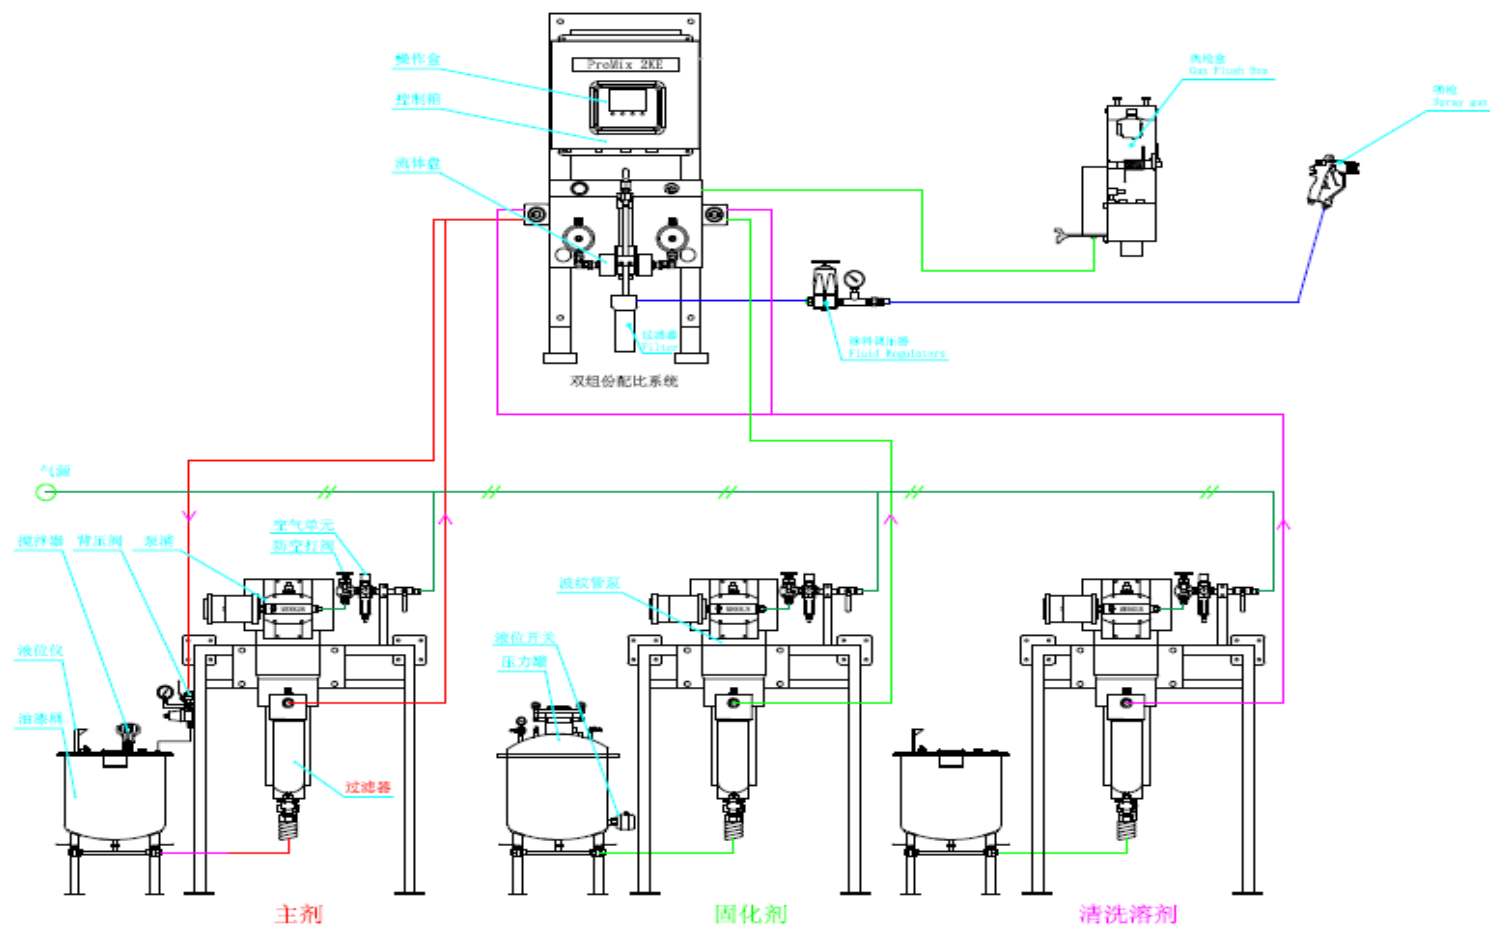 操作盒
ProMix 2KE
控制箱
流体盘
洗枪盒
Gun Flush Box
喷枪
Spray gun
过滤器
Filter
涂料调压器
Fluid Regulators
双组份配比系统
气源
搅拌器
背压阀
泵浦
空气单元
防空打阀
波纹管泵
液位仪
液位开关
压力罐
油漆桶
过滤器
主剂
固化剂
清洗溶剂